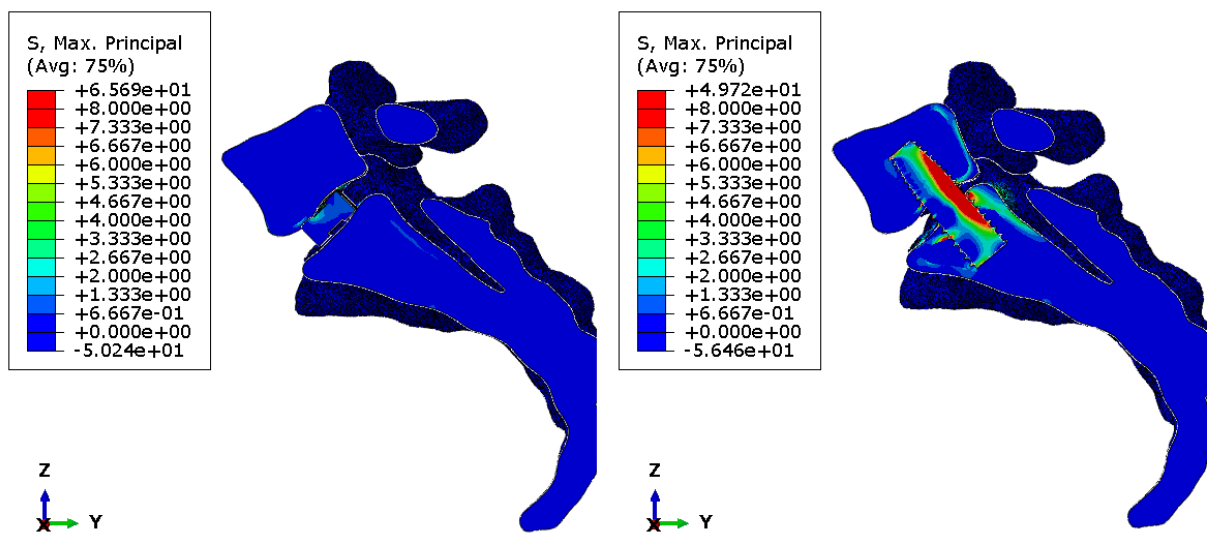 S, Max. Principal
(Avg: 75%)
+6.569e+01
+8.000e+00
+7.333e+00
+6.667e+00
+6.000e+00
+5.333e+00
+4.667e+00
+4.000e+00
+3.333e+00
+2.667e+00
+2.000e+00
+1.333e+00
+6.667e-01
+0.000e+00
-5.024e+01
Z
X
Y
S, Max. Principal
(Avg: 75%)
+4.972e+01
+8.000e+00
+7.333e+00
+6.667e+00
+6.000e+00
+5.333e+00
+4.667e+00
+4.000e+00
+3.333e+00
+2.667e+00
+2.000e+00
+1.333e+00
+6.667e-01
+0.000e+00
-5.646e+01
Z
X
Y